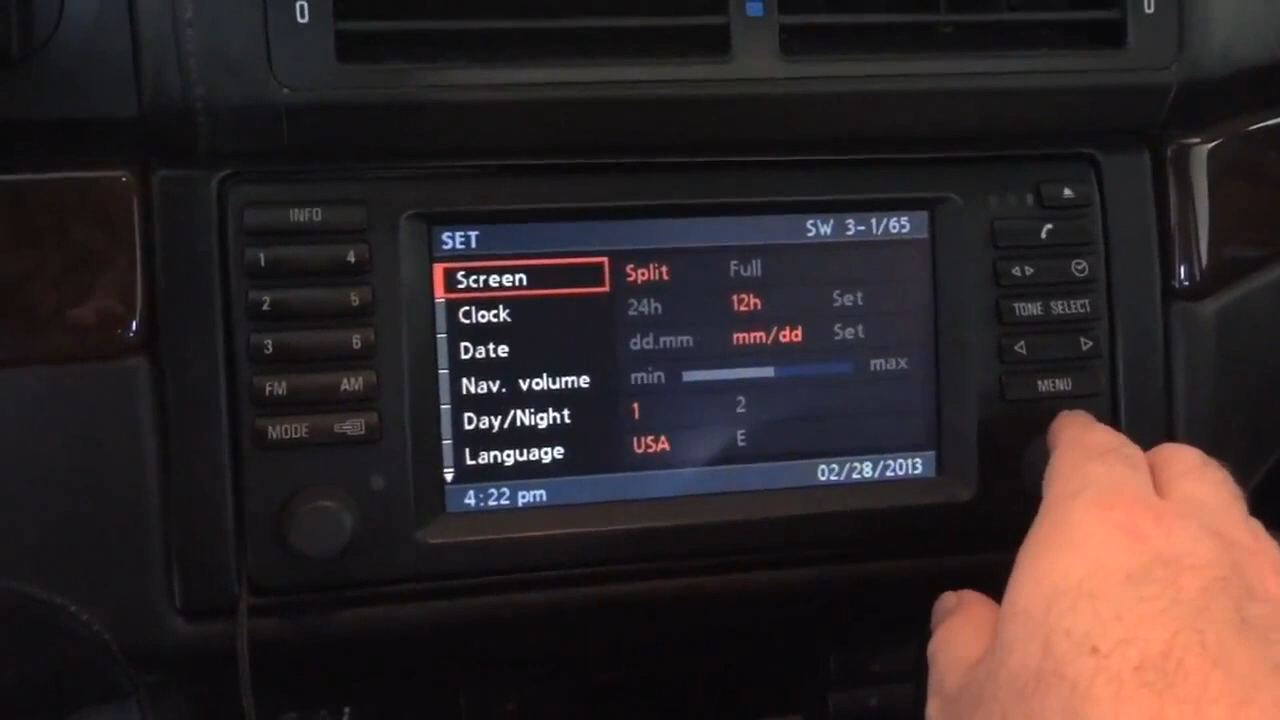 0
0
INFO
1 4
2 5
3 6
FM AM
MODE
SET SW 3-1/65
Screen Split Full
Clock 24h 12h Set
Date dd.mm mm/dd Set
Nav. volume min max
Day/Night 1 2
Language USA E
4:22 pm 02/28/2013
TONE SELECT
MENU